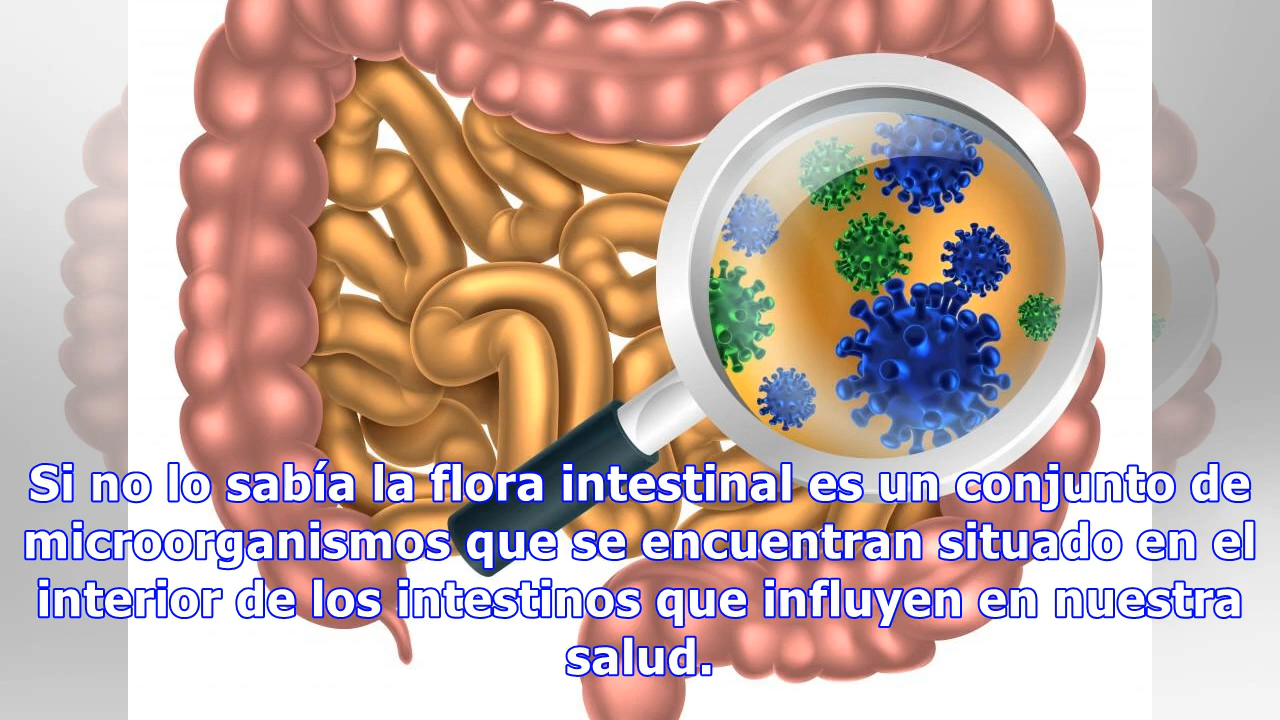 Si no lo sabía la flora intestinal es un conjunto de
microorganismos que se encuentran situado en el
interior de los intestinos que influyen en nuestra
salud.